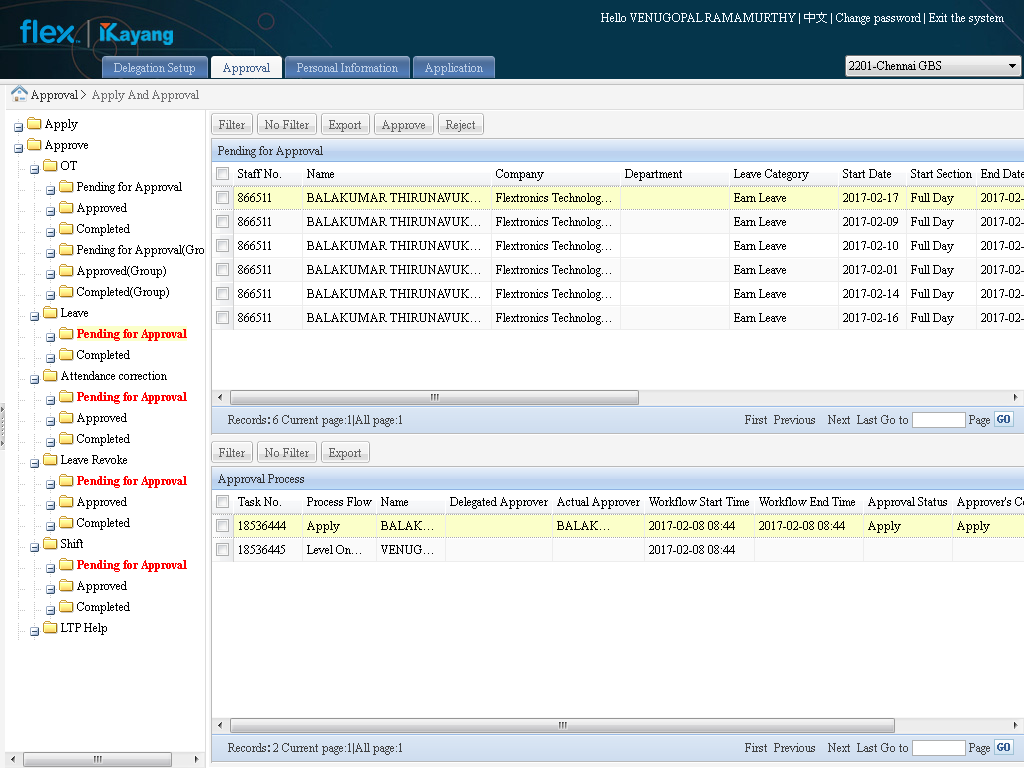 Hello VENUGOPAL RAMAMURTHY | 中文 | Change password | Exit the system
flex. | iKayang
Delegation Setup Approval Personal Information Application
2201-Chennai GBS
Approval > Apply And Approval
Apply
Approve
OT
Pending for Approval
Approved
Completed
Pending for Approval(Gro
Approved(Group)
Completed(Group)
Leave
Pending for Approval
Completed
Attendance correction
Pending for Approval
Approved
Completed
Leave Revoke
Pending for Approval
Approved
Completed
Shift
Pending for Approval
Approved
Completed
LTP Help
Filter No Filter Export Approve Reject
Pending for Approval
Staff No. Name Company Department Leave Category Start Date Start Section End Date
866511 BALAKUMAR THIRUNAVUK... Flextronics Technolog... Earn Leave 2017-02-17 Full Day 2017-02-
866511 BALAKUMAR THIRUNAVUK... Flextronics Technolog... Earn Leave 2017-02-09 Full Day 2017-02-
866511 BALAKUMAR THIRUNAVUK... Flextronics Technolog... Earn Leave 2017-02-10 Full Day 2017-02-
866511 BALAKUMAR THIRUNAVUK... Flextronics Technolog... Earn Leave 2017-02-01 Full Day 2017-02-
866511 BALAKUMAR THIRUNAVUK... Flextronics Technolog... Earn Leave 2017-02-14 Full Day 2017-02-
866511 BALAKUMAR THIRUNAVUK... Flextronics Technolog... Earn Leave 2017-02-16 Full Day 2017-02-
Records:6 Current page:1|All page:1 First Previous Next Last Go to Page GO
Filter No Filter Export
Approval Process
Task No. Process Flow Name Delegated Approver Actual Approver Workflow Start Time Workflow End Time Approval Status Approver's Co
18536444 Apply BALAK... BALAK... 2017-02-08 08:44 2017-02-08 08:44 Apply Apply
18536445 Level On... VENUG... 2017-02-08 08:44
Records:2 Current page:1|All page:1 First Previous Next Last Go to Page GO